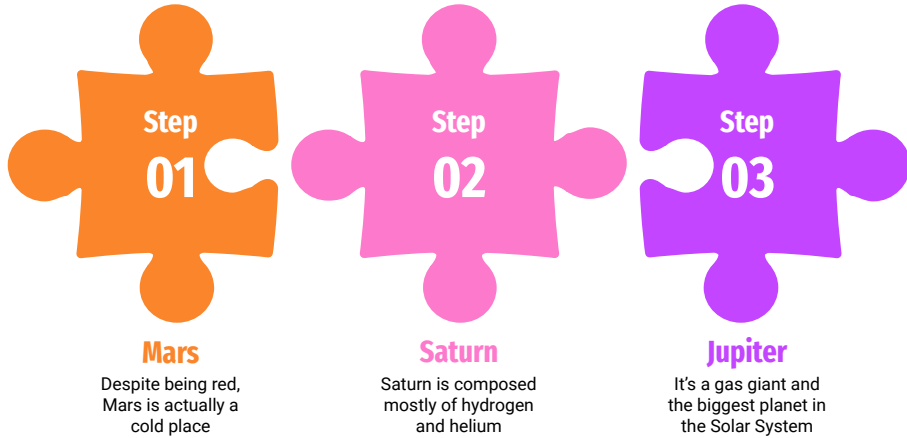 Step
01
Step
02
Step
03
Mars
Despite being red,
Mars is actually a
cold place
Saturn
Saturn is composed
mostly of hydrogen
and helium
Jupiter
It’s a gas giant and
the biggest planet in
the Solar System